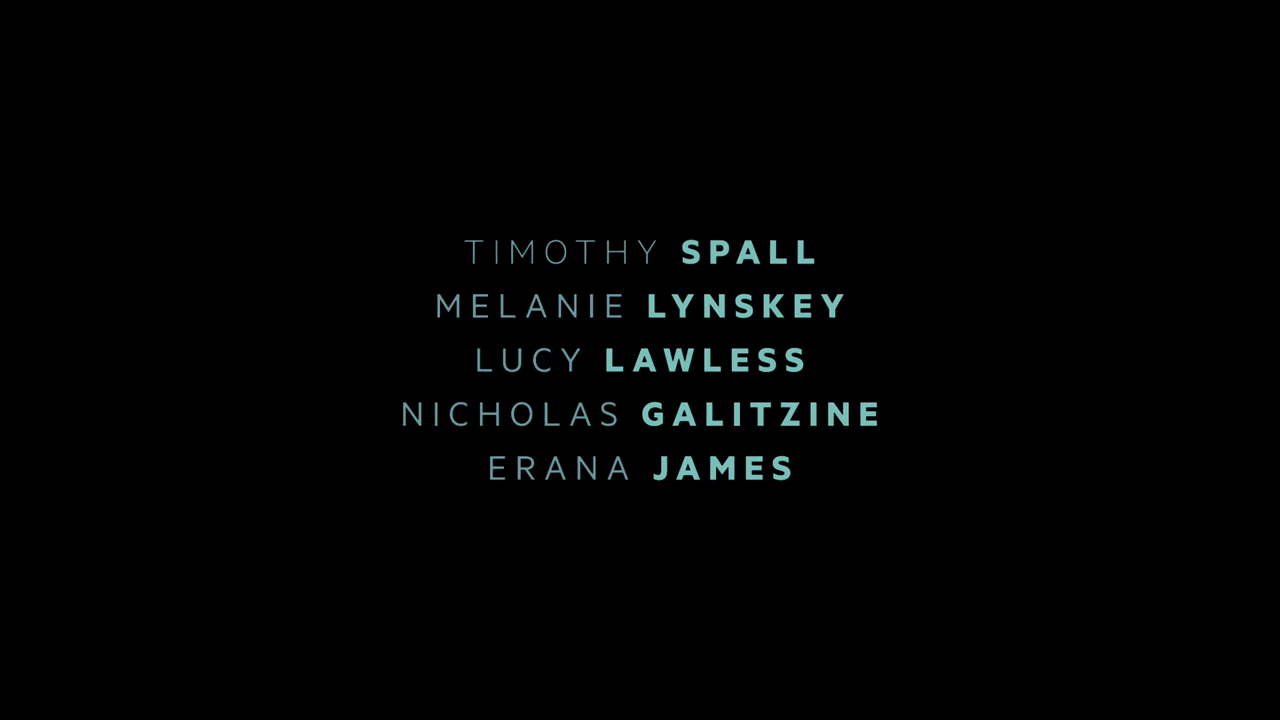 TIMOTHY SPALL
MELANIE LYNSKEY
LUCY LAWLESS
NICHOLAS GALITZINE
ERANA JAMES